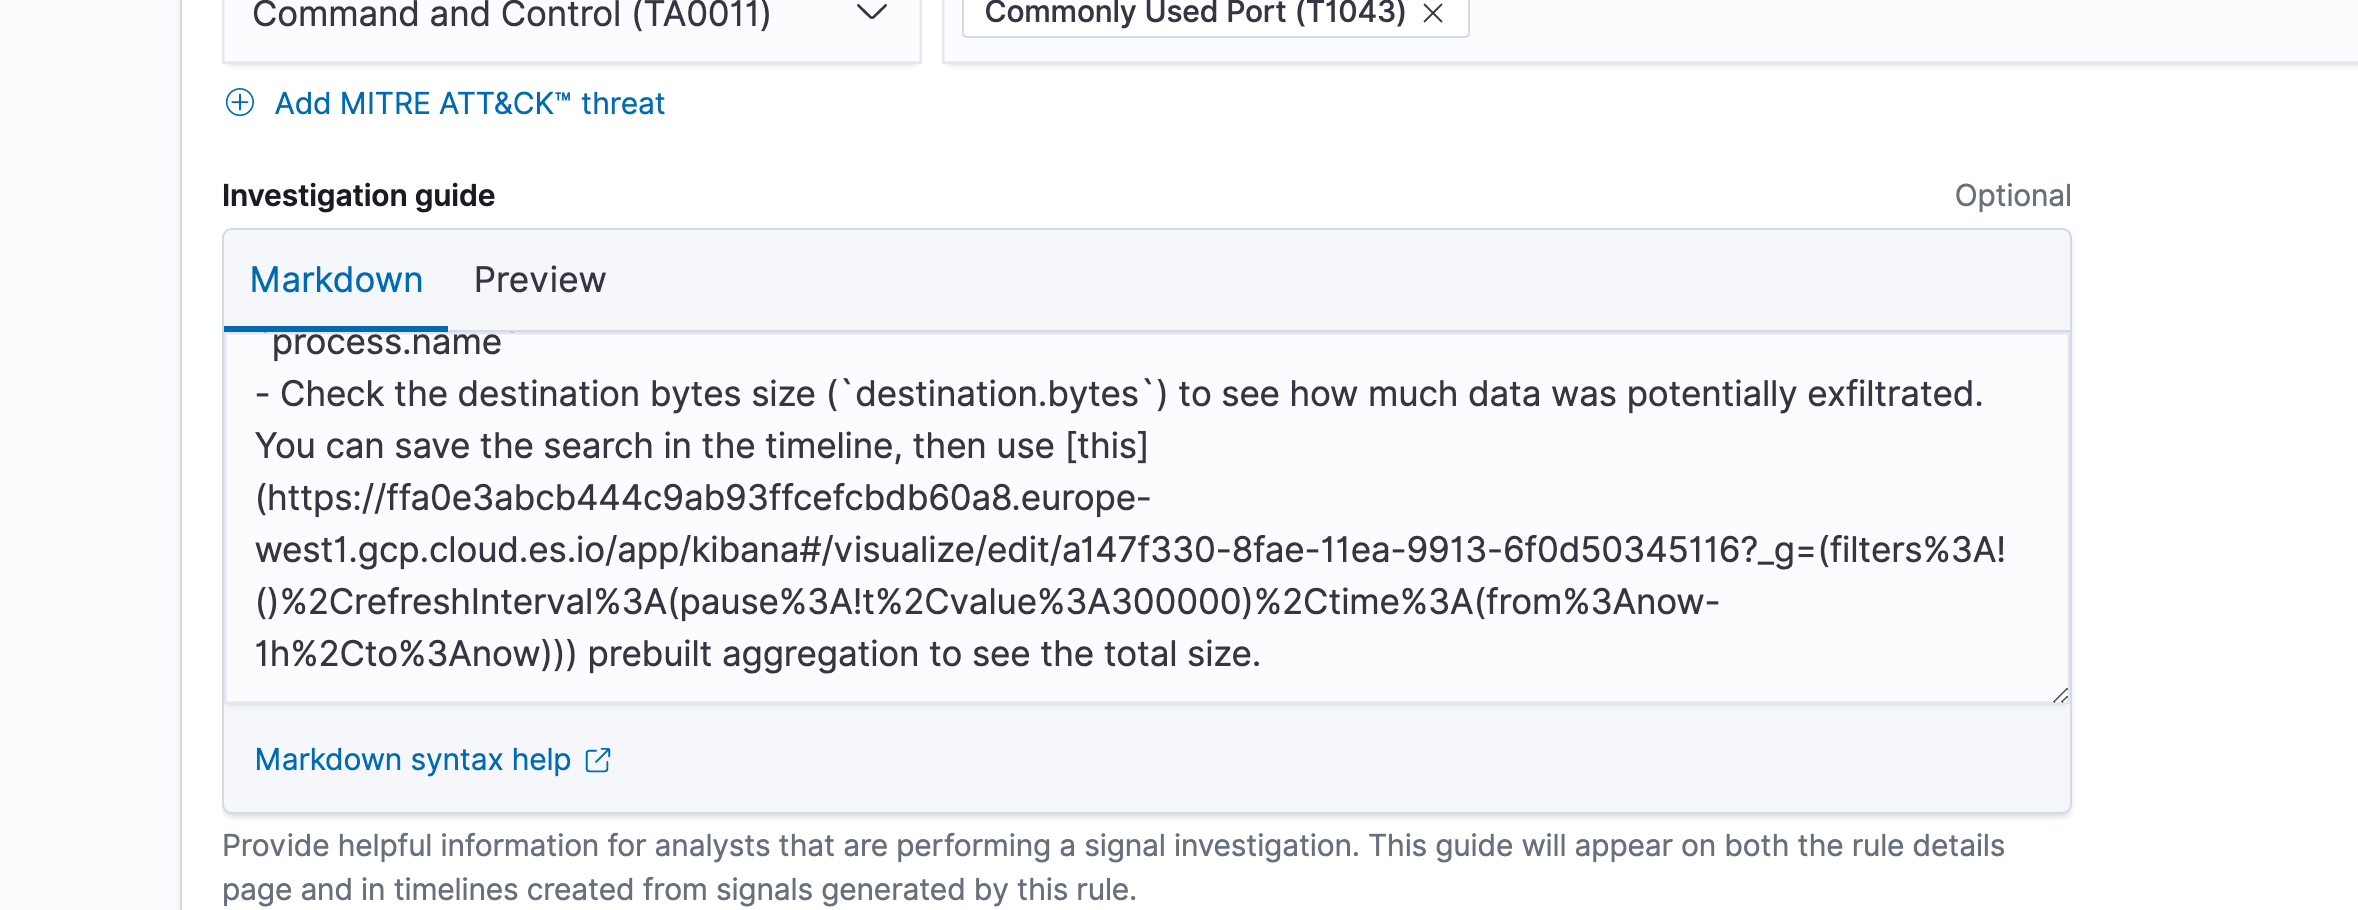 Command and Control (TA0011)
Commonly Used Port (T1043)
Add MITRE ATT&CK™ threat
Investigation guide
Optional
Markdown
Preview
`process.name`
- Check the destination bytes size (`destination.bytes`) to see how much data was potentially exfiltrated.
You can save the search in the timeline, then use [this]
(https://ffa0e3abcb444c9ab93ffcefcbdb60a8.europe-
west1.gcp.cloud.es.io/app/kibana#/visualize/edit/a147f330-8fae-11ea-9913-6f0d50345116?_g=(filters%3A!
()%2CrefreshInterval%3A(pause%3A!t%2Cvalue%3A300000)%2Ctime%3A(from%3Anow-
1h%2Cto%3Anow))) prebuilt aggregation to see the total size.
Markdown syntax help
Provide helpful information for analysts that are performing a signal investigation. This guide will appear on both the rule details
page and in timelines created from signals generated by this rule.